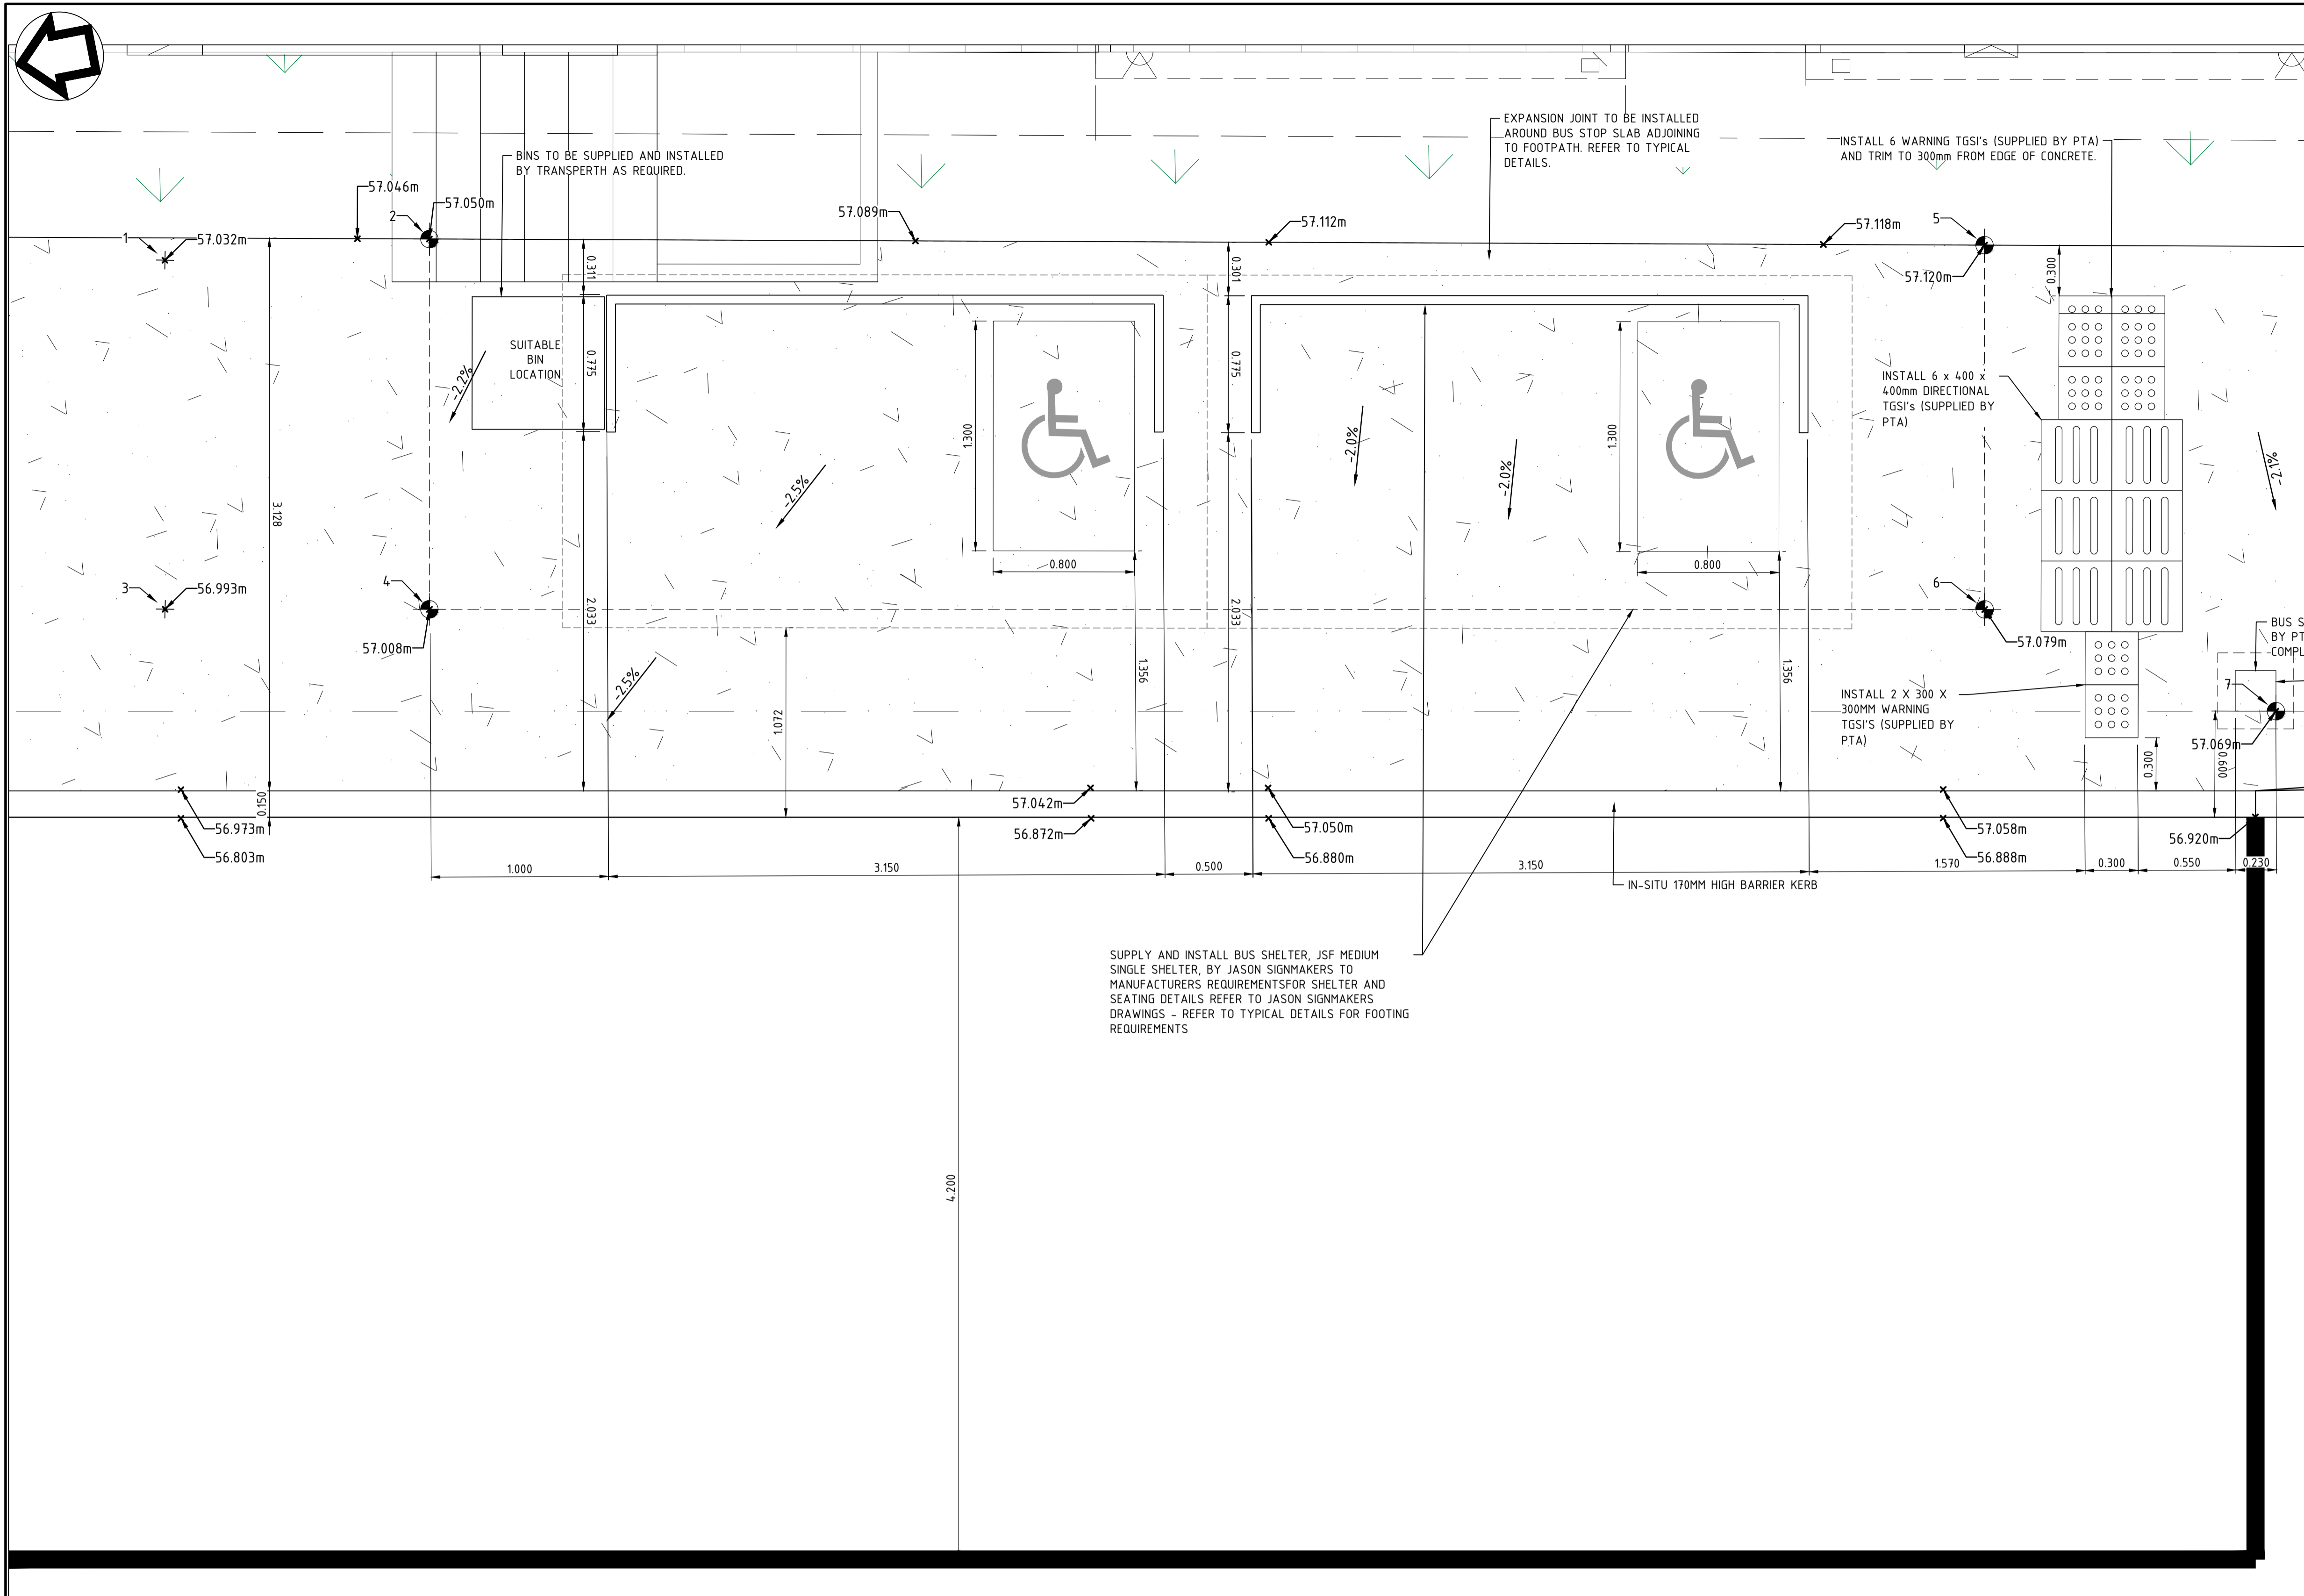 EXPANSION JOINT TO BE INSTALLED
AROUND BUS STOP SLAB ADJOINING
TO FOOTPATH. REFER TO TYPICAL
DETAILS.
INSTALL 6 WARNING TGSI's (SUPPLIED BY PTA)
AND TRIM TO 300mm FROM EDGE OF CONCRETE.
BINS TO BE SUPPLIED AND INSTALLED
BY TRANSPERTH AS REQUIRED.
57.046m
2
57.050m
57.089m
57.112m
57.118m
5
1
57.032m
0.311
0.301
57.120m
0.300
SUITABLE
BIN
LOCATION
-2.2%
0.775
0.775
INSTALL 6 x 400 x
400mm DIRECTIONAL
TGSI's (SUPPLIED BY
PTA)
1.300
-2.0%
1.300
-2.0%
-2.1%
-2.5%
3.128
0.800
0.800
3
56.993m
4
2.033
2.033
6
57.008m
57.079m
BUS S
BY PT
COMPL
-2.5%
1.072
1.356
1.356
INSTALL 2 X 300 X
300MM WARNING
TGSI'S (SUPPLIED BY
PTA)
7
57.069m
0.600
0.300
0.150
56.973m
56.803m
57.042m
56.872m
57.050m
56.880m
57.058m
56.888m
56.920m
1.000
3.150
0.500
3.150
1.570
0.300
0.550
0.230
IN-SITU 170MM HIGH BARRIER KERB
SUPPLY AND INSTALL BUS SHELTER, JSF MEDIUM
SINGLE SHELTER, BY JASON SIGNMAKERS TO
MANUFACTURERS REQUIREMENTSFOR SHELTER AND
SEATING DETAILS REFER TO JASON SIGNMAKERS
DRAWINGS - REFER TO TYPICAL DETAILS FOR FOOTING
REQUIREMENTS
4.200